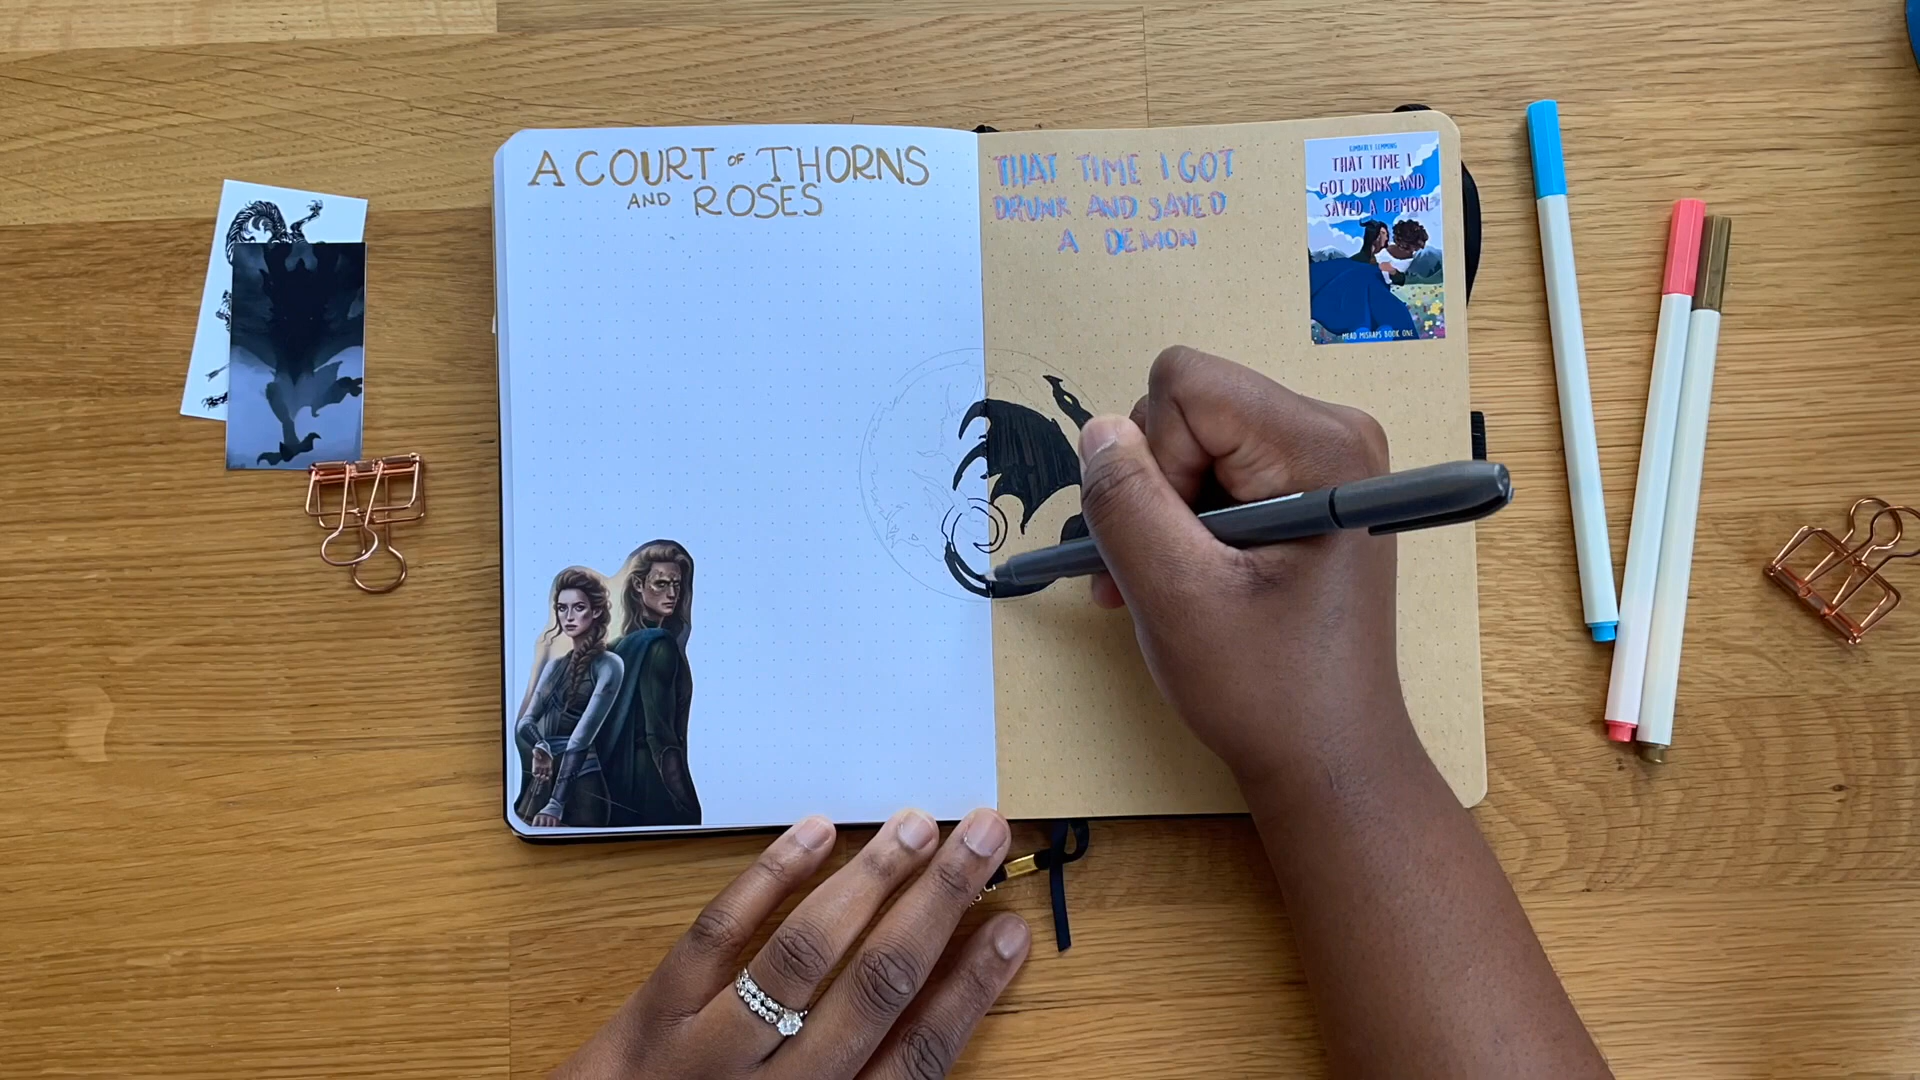 A COURT OF THORNS
AND ROSES
THAT TIME I GOT
DRUNK AND SAVED
A DEMON
KIMBERLY LEMMING
THAT TIME I
GOT DRUNK AND
SAVED A DEMON
MEAD MISHAPS BOOK ONE